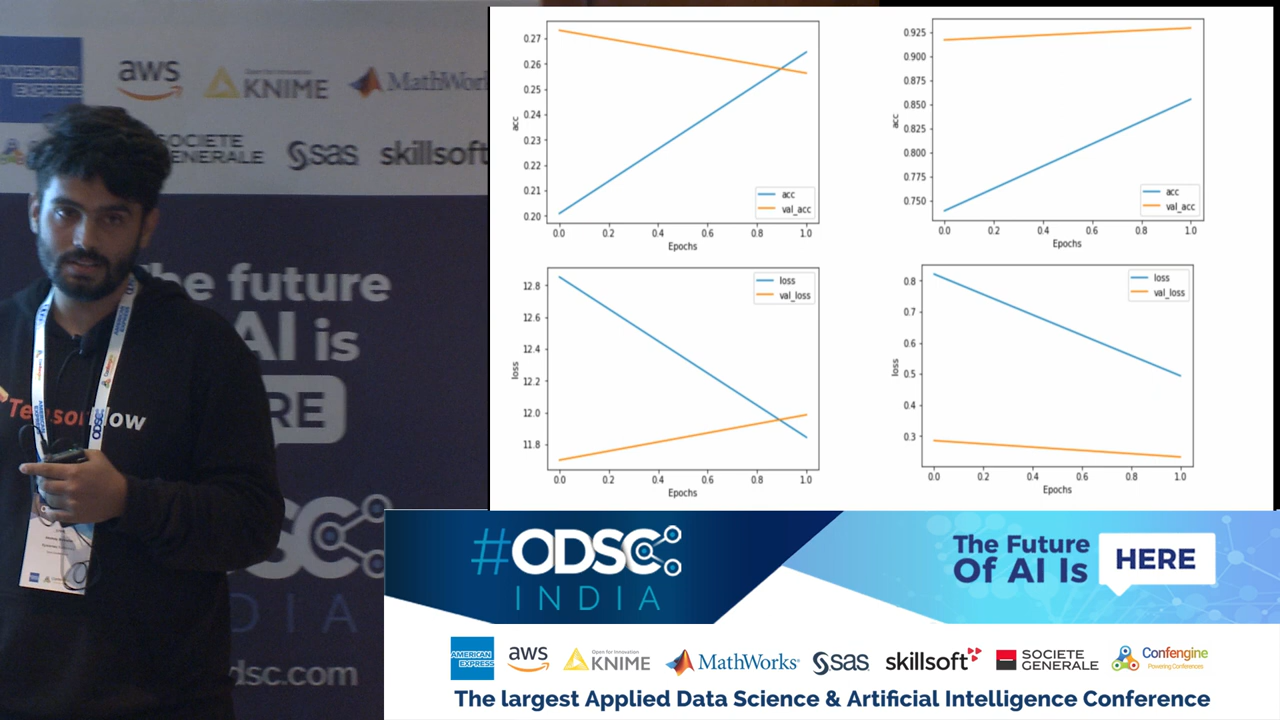 AMERICAN
EXPRESS
aws
Open for Innovation
KNIME
MathWor
SOCIETE
GENERALE
sas
skillsoft
he future
AI is
RE
TensorFlow
ODSC
SC
DIA
dsc.com
0.27
0.26
0.25
0.24
0.23
0.22
0.21
0.20
acc
acc
val_acc
0.0 0.2 0.4 0.6 0.8 1.0
Epochs
0.925
0.900
0.875
0.850
0.825
0.800
0.775
0.750
acc
acc
val_acc
0.0 0.2 0.4 0.6 0.8 1.0
Epochs
12.8
12.6
12.4
12.2
12.0
11.8
loss
loss
val_loss
0.0 0.2 0.4 0.6 0.8 1.0
Epochs
0.8
0.7
0.6
0.5
0.4
0.3
loss
loss
val_loss
0.0 0.2 0.4 0.6 0.8 1.0
Epochs
#ODSC
INDIA
The Future
Of AI Is
HERE
AMERICAN
EXPRESS
aws
Open for Innovation
KNIME
MathWorks
sas
skillsoft
SOCIETE
GENERALE
Confengine
Powering Conferences
The largest Applied Data Science & Artificial Intelligence Conference